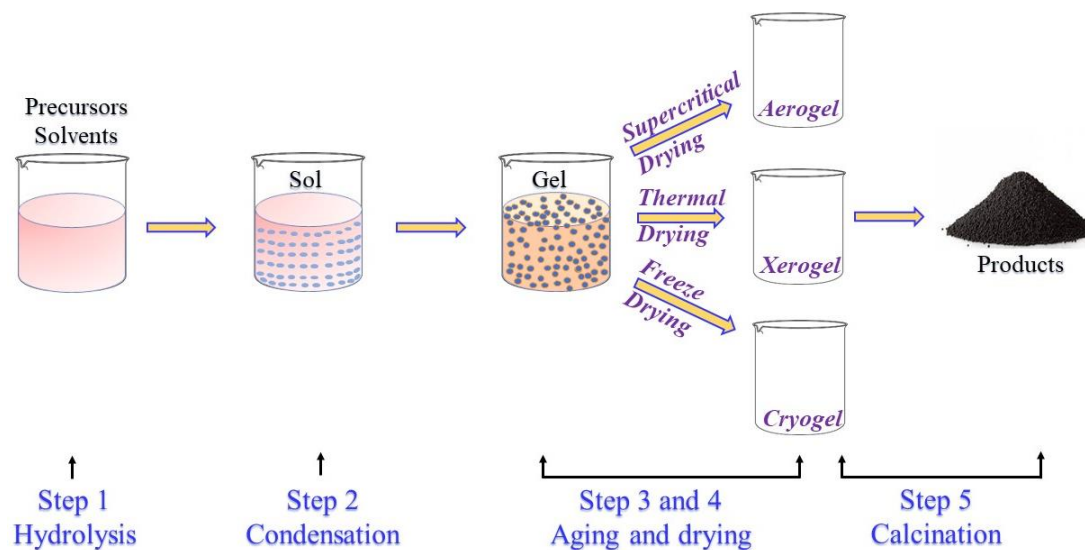 Precursors
Solvents
Sol
Gel
Supercritical
Drying
Thermal
Drying
Freeze
Drying
Aerogel
Xerogel
Cryogel
Products
Step 1
Hydrolysis
Step 2
Condensation
Step 3 and 4
Aging and drying
Step 5
Calcination